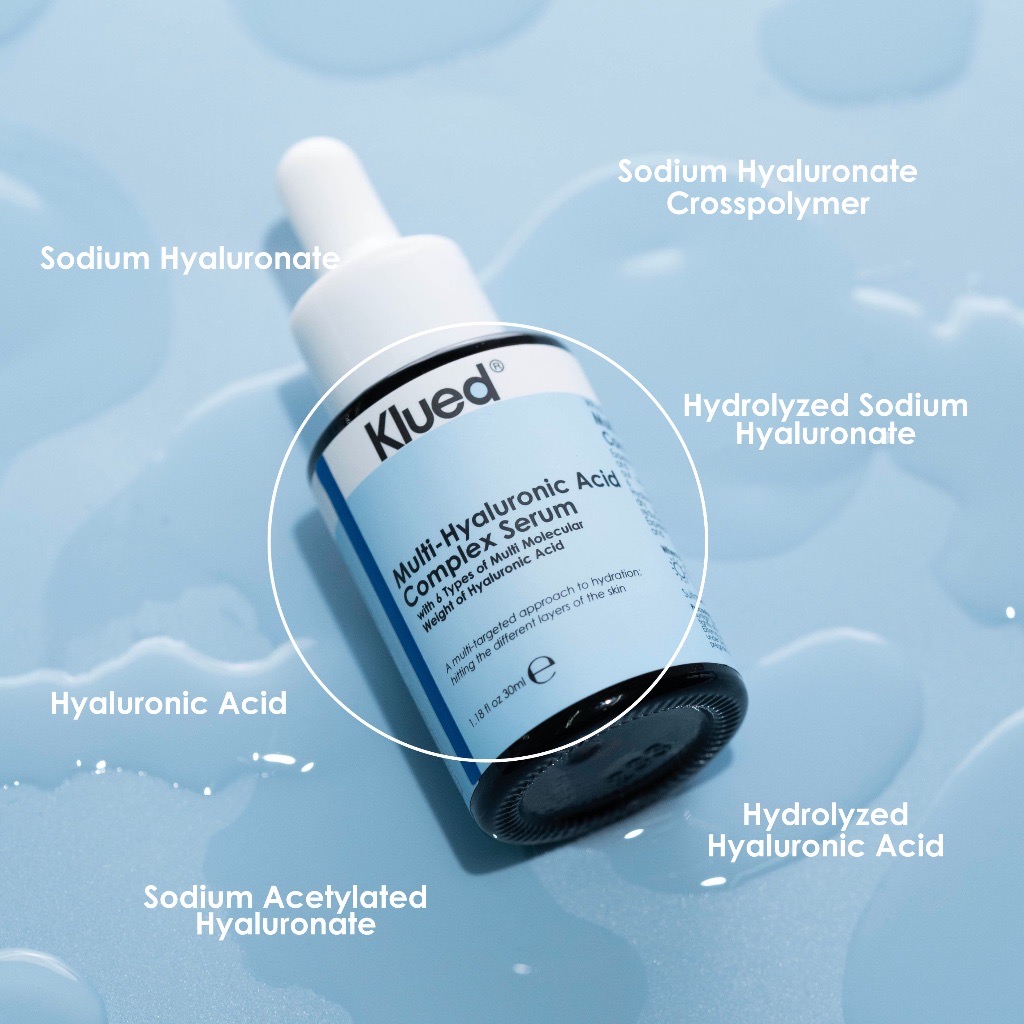 Sodium Hyaluronate
Crosspolymer
Sodium Hyaluronate
Klued®
Hydrolyzed Sodium
Hyaluronate
Multi-Hyaluronic Acid
Complex Serum
with 6 Types of Multi Molecular
Weight of Hyaluronic Acid
A multi-targeted approach to hydration:
hitting the different layers of the skin
1.18 fl oz 30ml e
Hyaluronic Acid
Hydrolyzed
Hyaluronic Acid
Sodium Acetylated
Hyaluronate